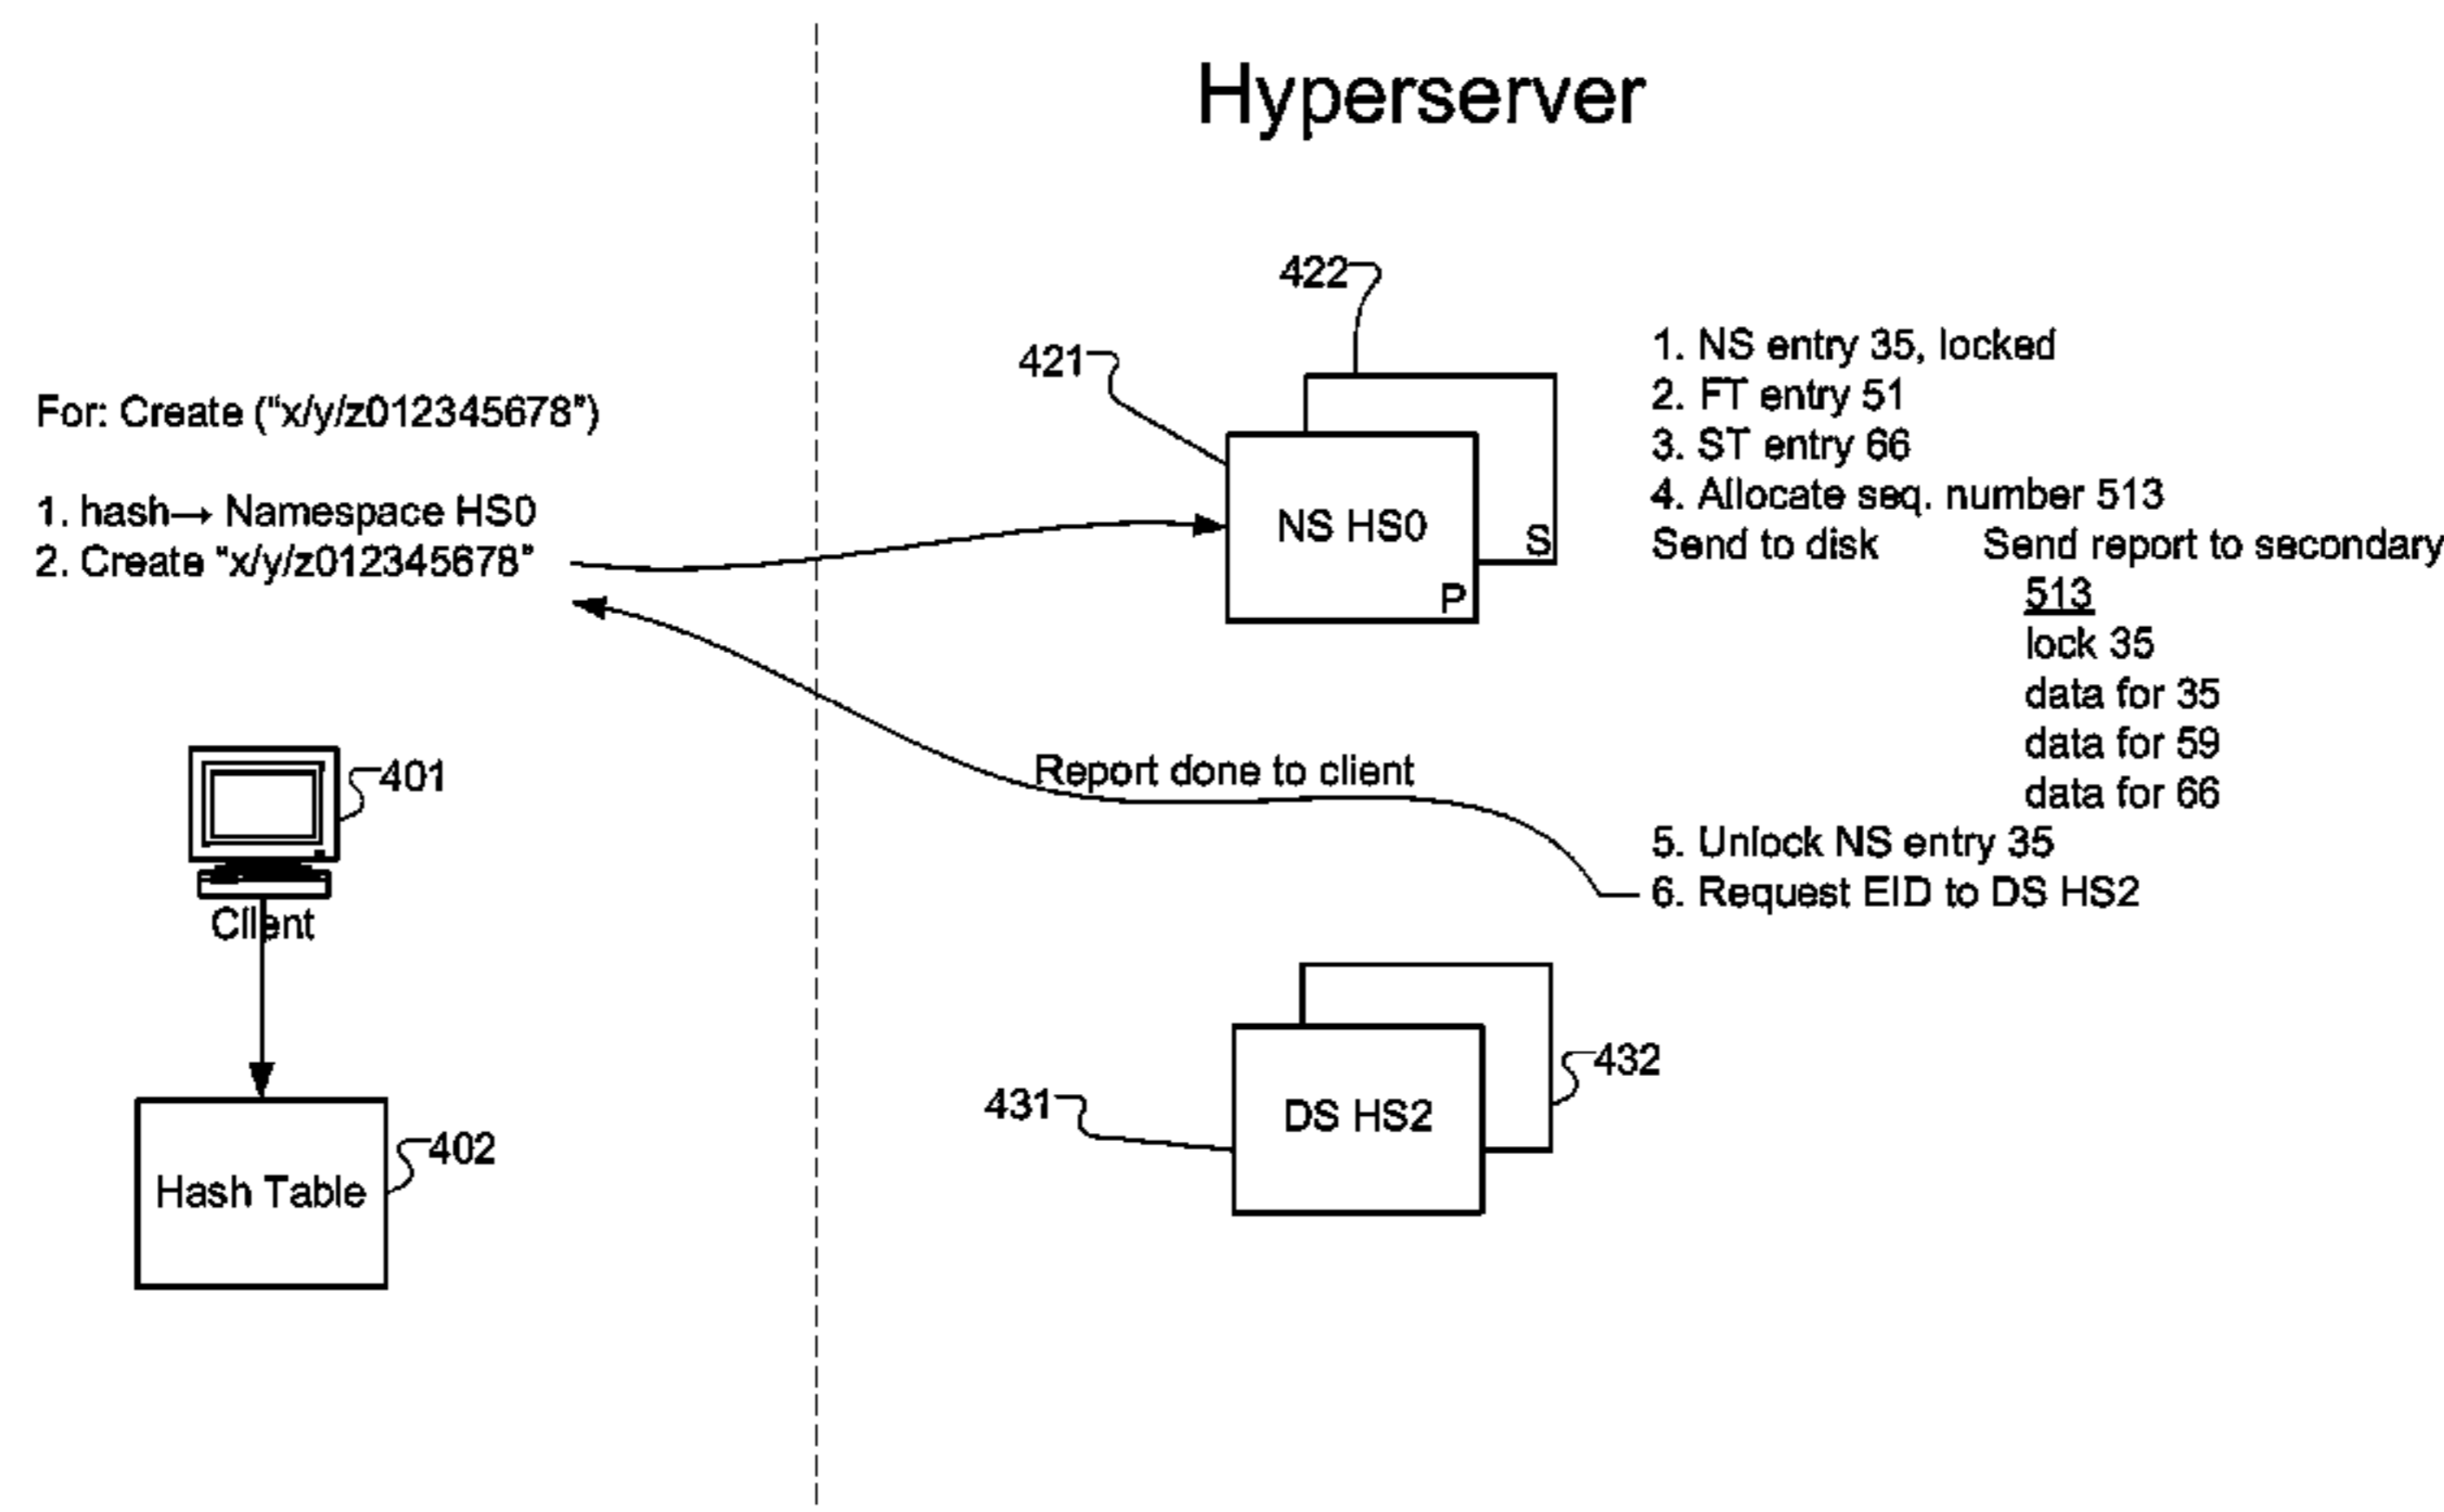 Hyperserver
For: Create ("x/y/z012345678")
1. hash→ Namespace HS0
2. Create "x/y/z012345678"
401
Client
402
Hash Table
422
421
NS HS0
S
P
1. NS entry 35, locked
2. FT entry 51
3. ST entry 66
4. Allocate seq. number 513
Send to disk Send report to secondary
513
lock 35
data for 35
data for 59
data for 66
Report done to client
5. Unlock NS entry 35
6. Request EID to DS HS2
432
431
DS HS2